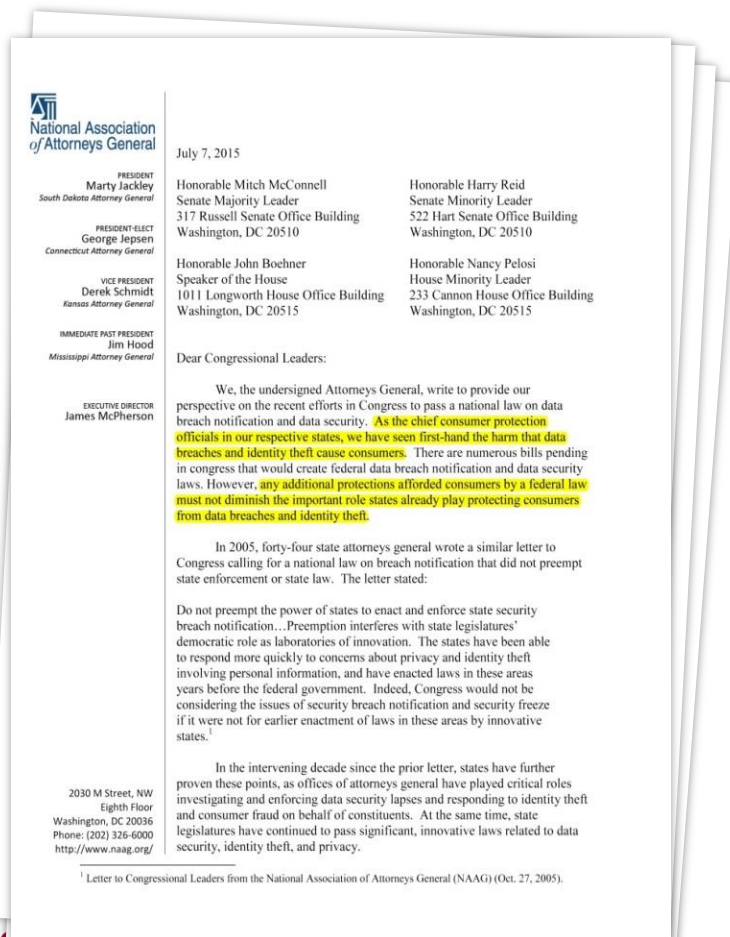 National Association
of Attorneys General
PRESIDENT
Marty Jackley
South Dakota Attorney General
PRESIDENT-ELECT
George Jepsen
Connecticut Attorney General
VICE PRESIDENT
Derek Schmidt
Kansas Attorney General
IMMEDIATE PAST PRESIDENT
Jim Hood
Mississippi Attorney General
EXECUTIVE DIRECTOR
James McPherson
2030 M Street, NW
Eighth Floor
Washington, DC 20036
Phone: (202) 326-6000
http://www.naag.org/
July 7, 2015
Honorable Mitch McConnell
Senate Majority Leader
317 Russell Senate Office Building
Washington, DC 20510
Honorable Harry Reid
Senate Minority Leader
522 Hart Senate Office Building
Washington, DC 20510
Honorable John Boehner
Speaker of the House
1011 Longworth House Office Building
Washington, DC 20515
Honorable Nancy Pelosi
House Minority Leader
233 Cannon House Office Building
Washington, DC 20515
Dear Congressional Leaders:
We, the undersigned Attorneys General, write to provide our
perspective on the recent efforts in Congress to pass a national law on data
breach notification and data security. As the chief consumer protection
officials in our respective states, we have seen first-hand the harm that data
breaches and identity theft cause consumers. There are numerous bills pending
in congress that would create federal data breach notification and data security
laws. However, any additional protections afforded consumers by a federal law
must not diminish the important role states already play protecting consumers
from data breaches and identity theft.
In 2005, forty-four state attorneys general wrote a similar letter to
Congress calling for a national law on breach notification that did not preempt
state enforcement or state law. The letter stated:
Do not preempt the power of states to enact and enforce state security
breach notification…Preemption interferes with state legislatures'
democratic role as laboratories of innovation. The states have been able
to respond more quickly to concerns about privacy and identity theft
involving personal information, and have enacted laws in these areas
years before the federal government. Indeed, Congress would not be
considering the issues of security breach notification and security freeze
if it were not for earlier enactment of laws in these areas by innovative
states.1
In the intervening decade since the prior letter, states have further
proven these points, as offices of attorneys general have played critical roles
investigating and enforcing data security lapses and responding to identity theft
and consumer fraud on behalf of constituents. At the same time, state
legislatures have continued to pass significant, innovative laws related to data
security, identity theft, and privacy.
1 Letter to Congressional Leaders from the National Association of Attorneys General (NAAG) (Oct. 27, 2005).